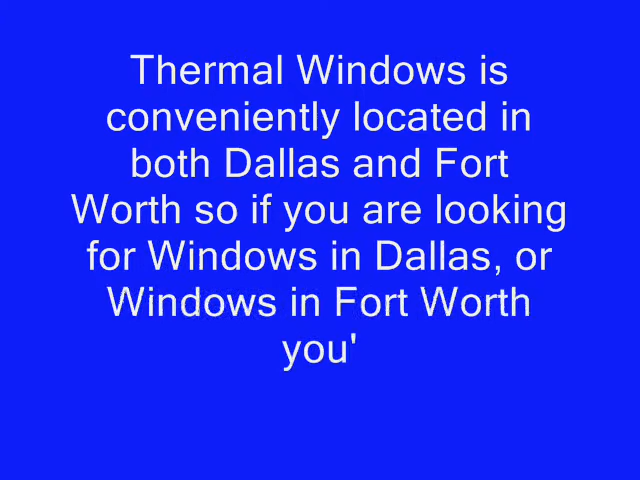 Thermal Windows is
conveniently located in
both Dallas and Fort
Worth so if you are looking
for Windows in Dallas, or
Windows in Fort Worth
you'